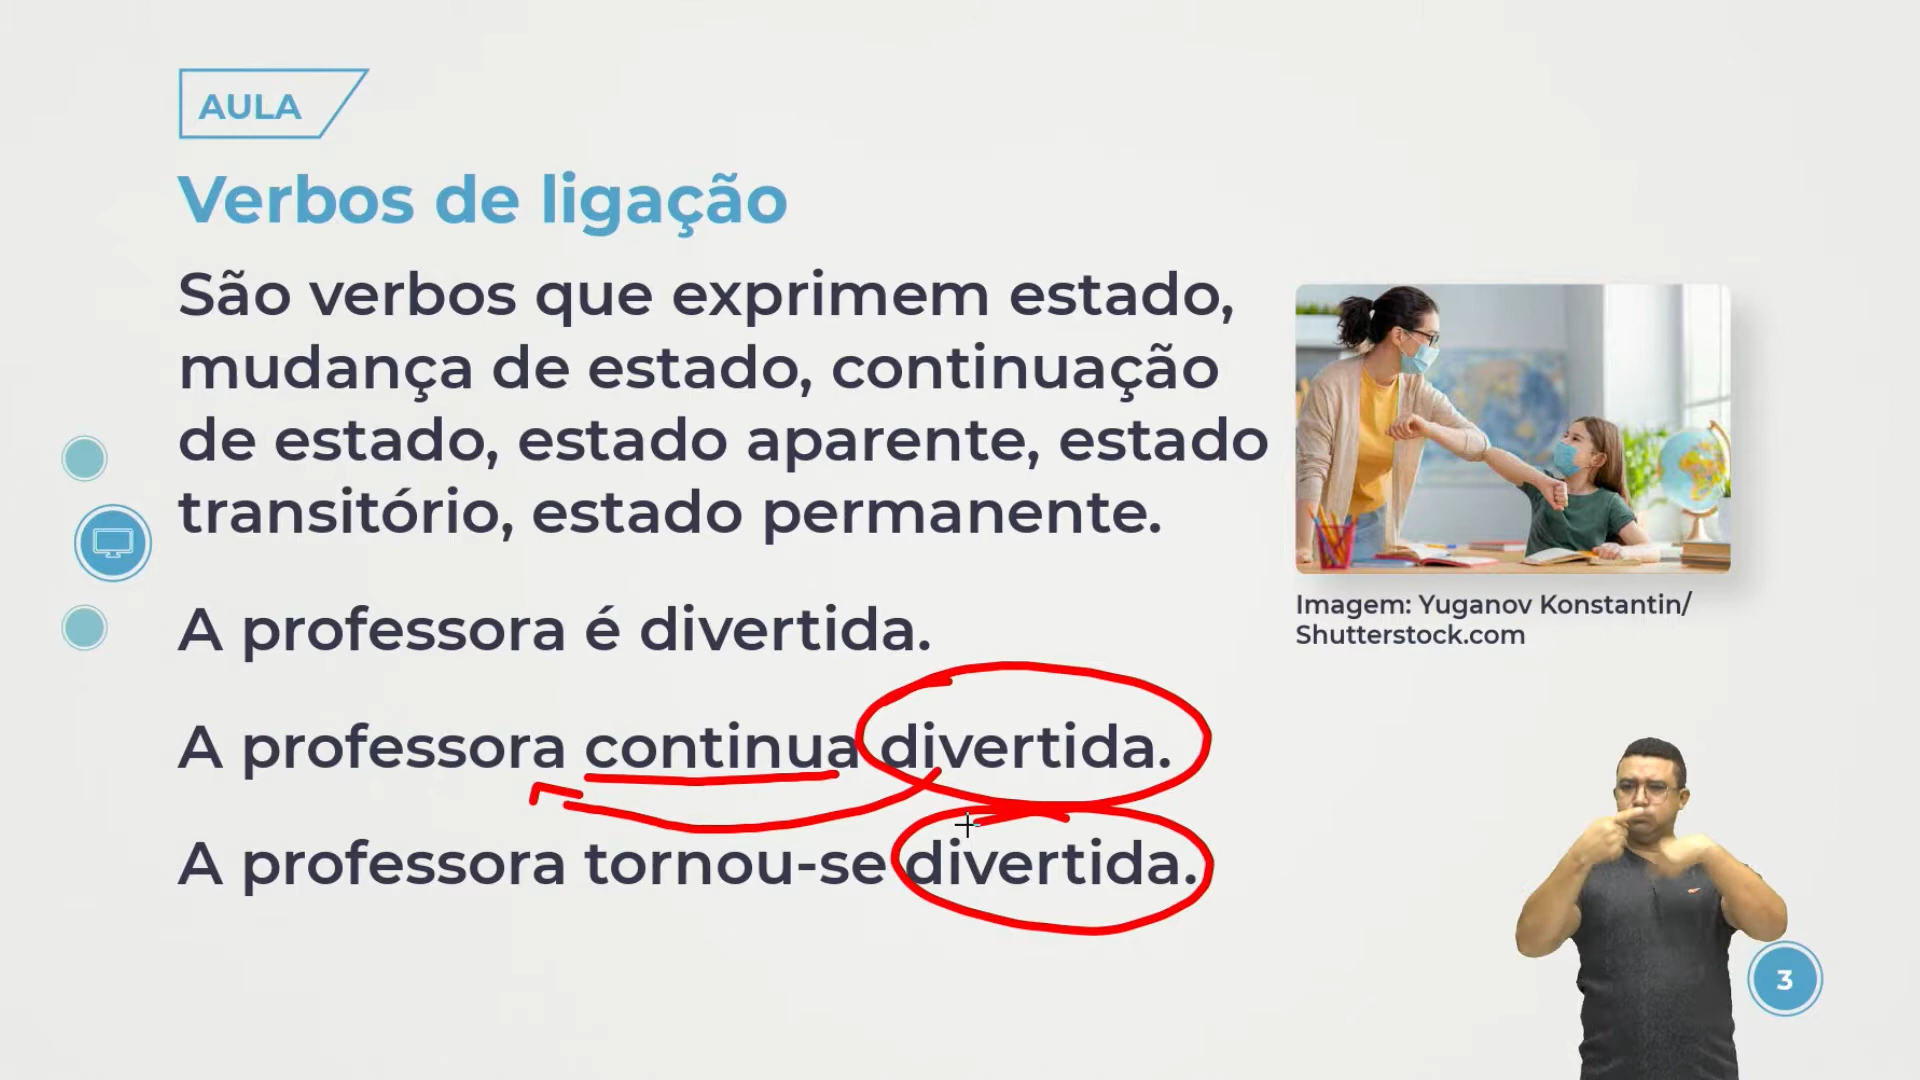 AULA
Verbos de ligação
São verbos que exprimem estado,
mudança de estado, continuação
de estado, estado aparente, estado
transitório, estado permanente.
A professora é divertida.
A professora continua divertida.
A professora tornou-se divertida.
Imagem: Yuganov Konstantin/
Shutterstock.com
3